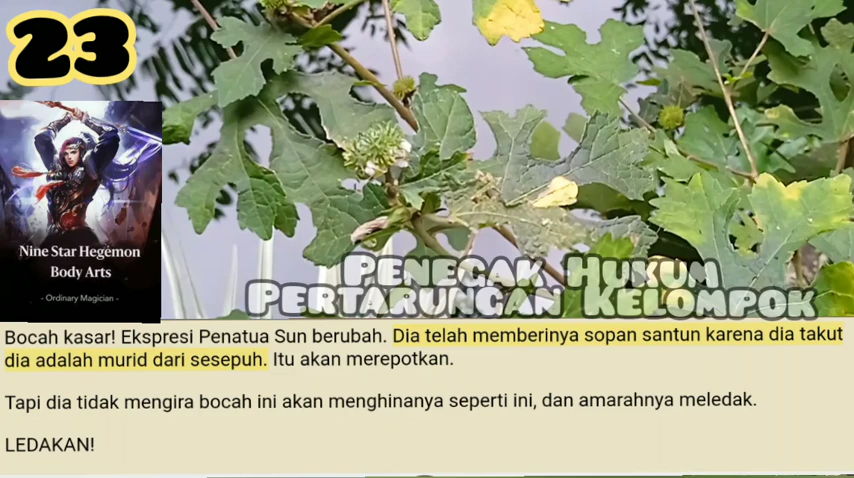 23
Nine Star Hegemon
Body Arts
- Ordinary Magician -
Penegak Hukum
Pertarungan Kelompok
Bocah kasar! Ekspresi Penatua Sun berubah. Dia telah memberinya sopan santun karena dia takut
dia adalah murid dari sesepuh. Itu akan merepotkan.
Tapi dia tidak mengira bocah ini akan menghinanya seperti ini, dan amarahnya meledak.
LEDAKAN!